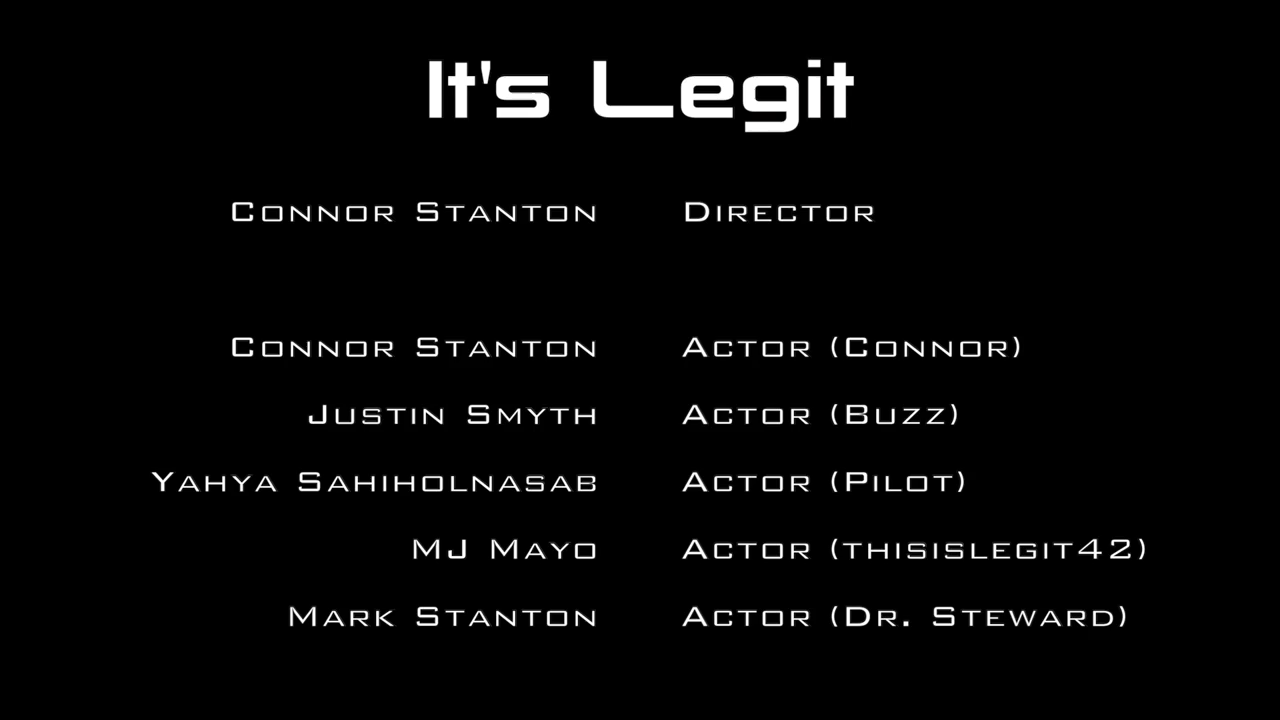 It's Legit
Connor Stanton Director
Connor Stanton Actor (Connor)
Justin Smyth Actor (Buzz)
Yahya Sahiholnasab Actor (Pilot)
MJ Mayo Actor (thisislegit42)
Mark Stanton Actor (Dr. Steward)